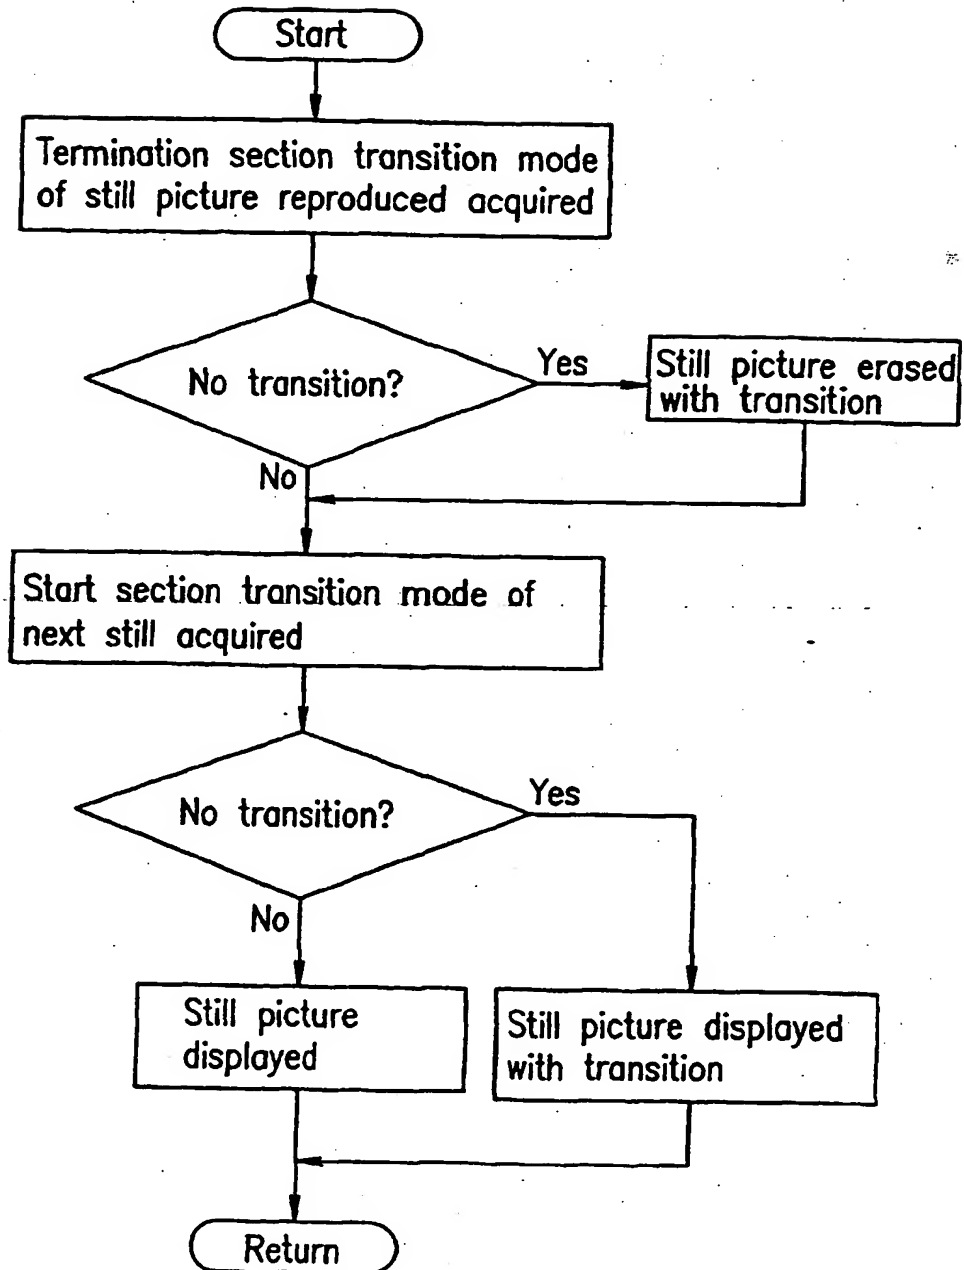 Start
Termination section transition mode
of still picture reproduced acquired
No transition?
Yes
Still picture erased
with transition
No
Start section transition mode of
next still acquired
No transition?
Yes
No
Still picture
displayed
Still picture displayed
with transition
Return